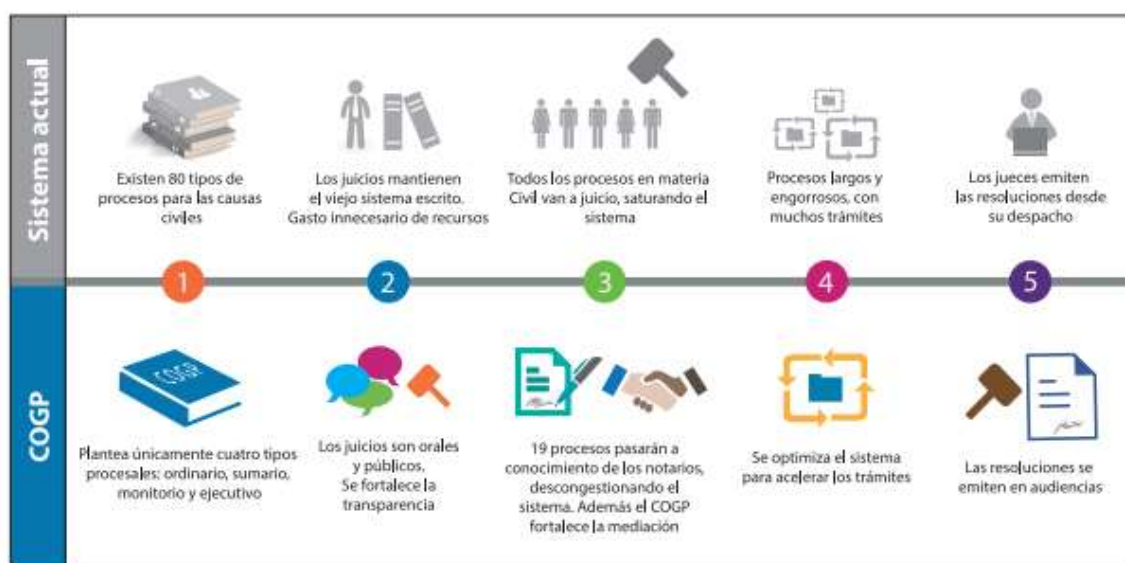 Sistema actual
Existen 80 tipos de
procesos para las causas
civiles
Los juicios mantienen
el viejo sistema escrito.
Gasto innecesario de recursos
Todos los procesos en materia
Civil van a juicio, saturando el
sistema
Procesos largos y
engorrosos, con
muchos trámites
Los jueces emiten
las resoluciones desde
su despacho
1
2
3
4
5
COGP
COGP
Plantea únicamente cuatro tipos
procesales: ordinario, sumario,
monitorio y ejecutivo
Los juicios son orales
y públicos.
Se fortalece la
transparencia
19 procesos pasarán a
conocimiento de los notarios,
descongestionando el
sistema. Además el COGP
fortalece la mediación
Se optimiza el sistema
para acelerar los trámites
Las resoluciones se
emiten en audiencias